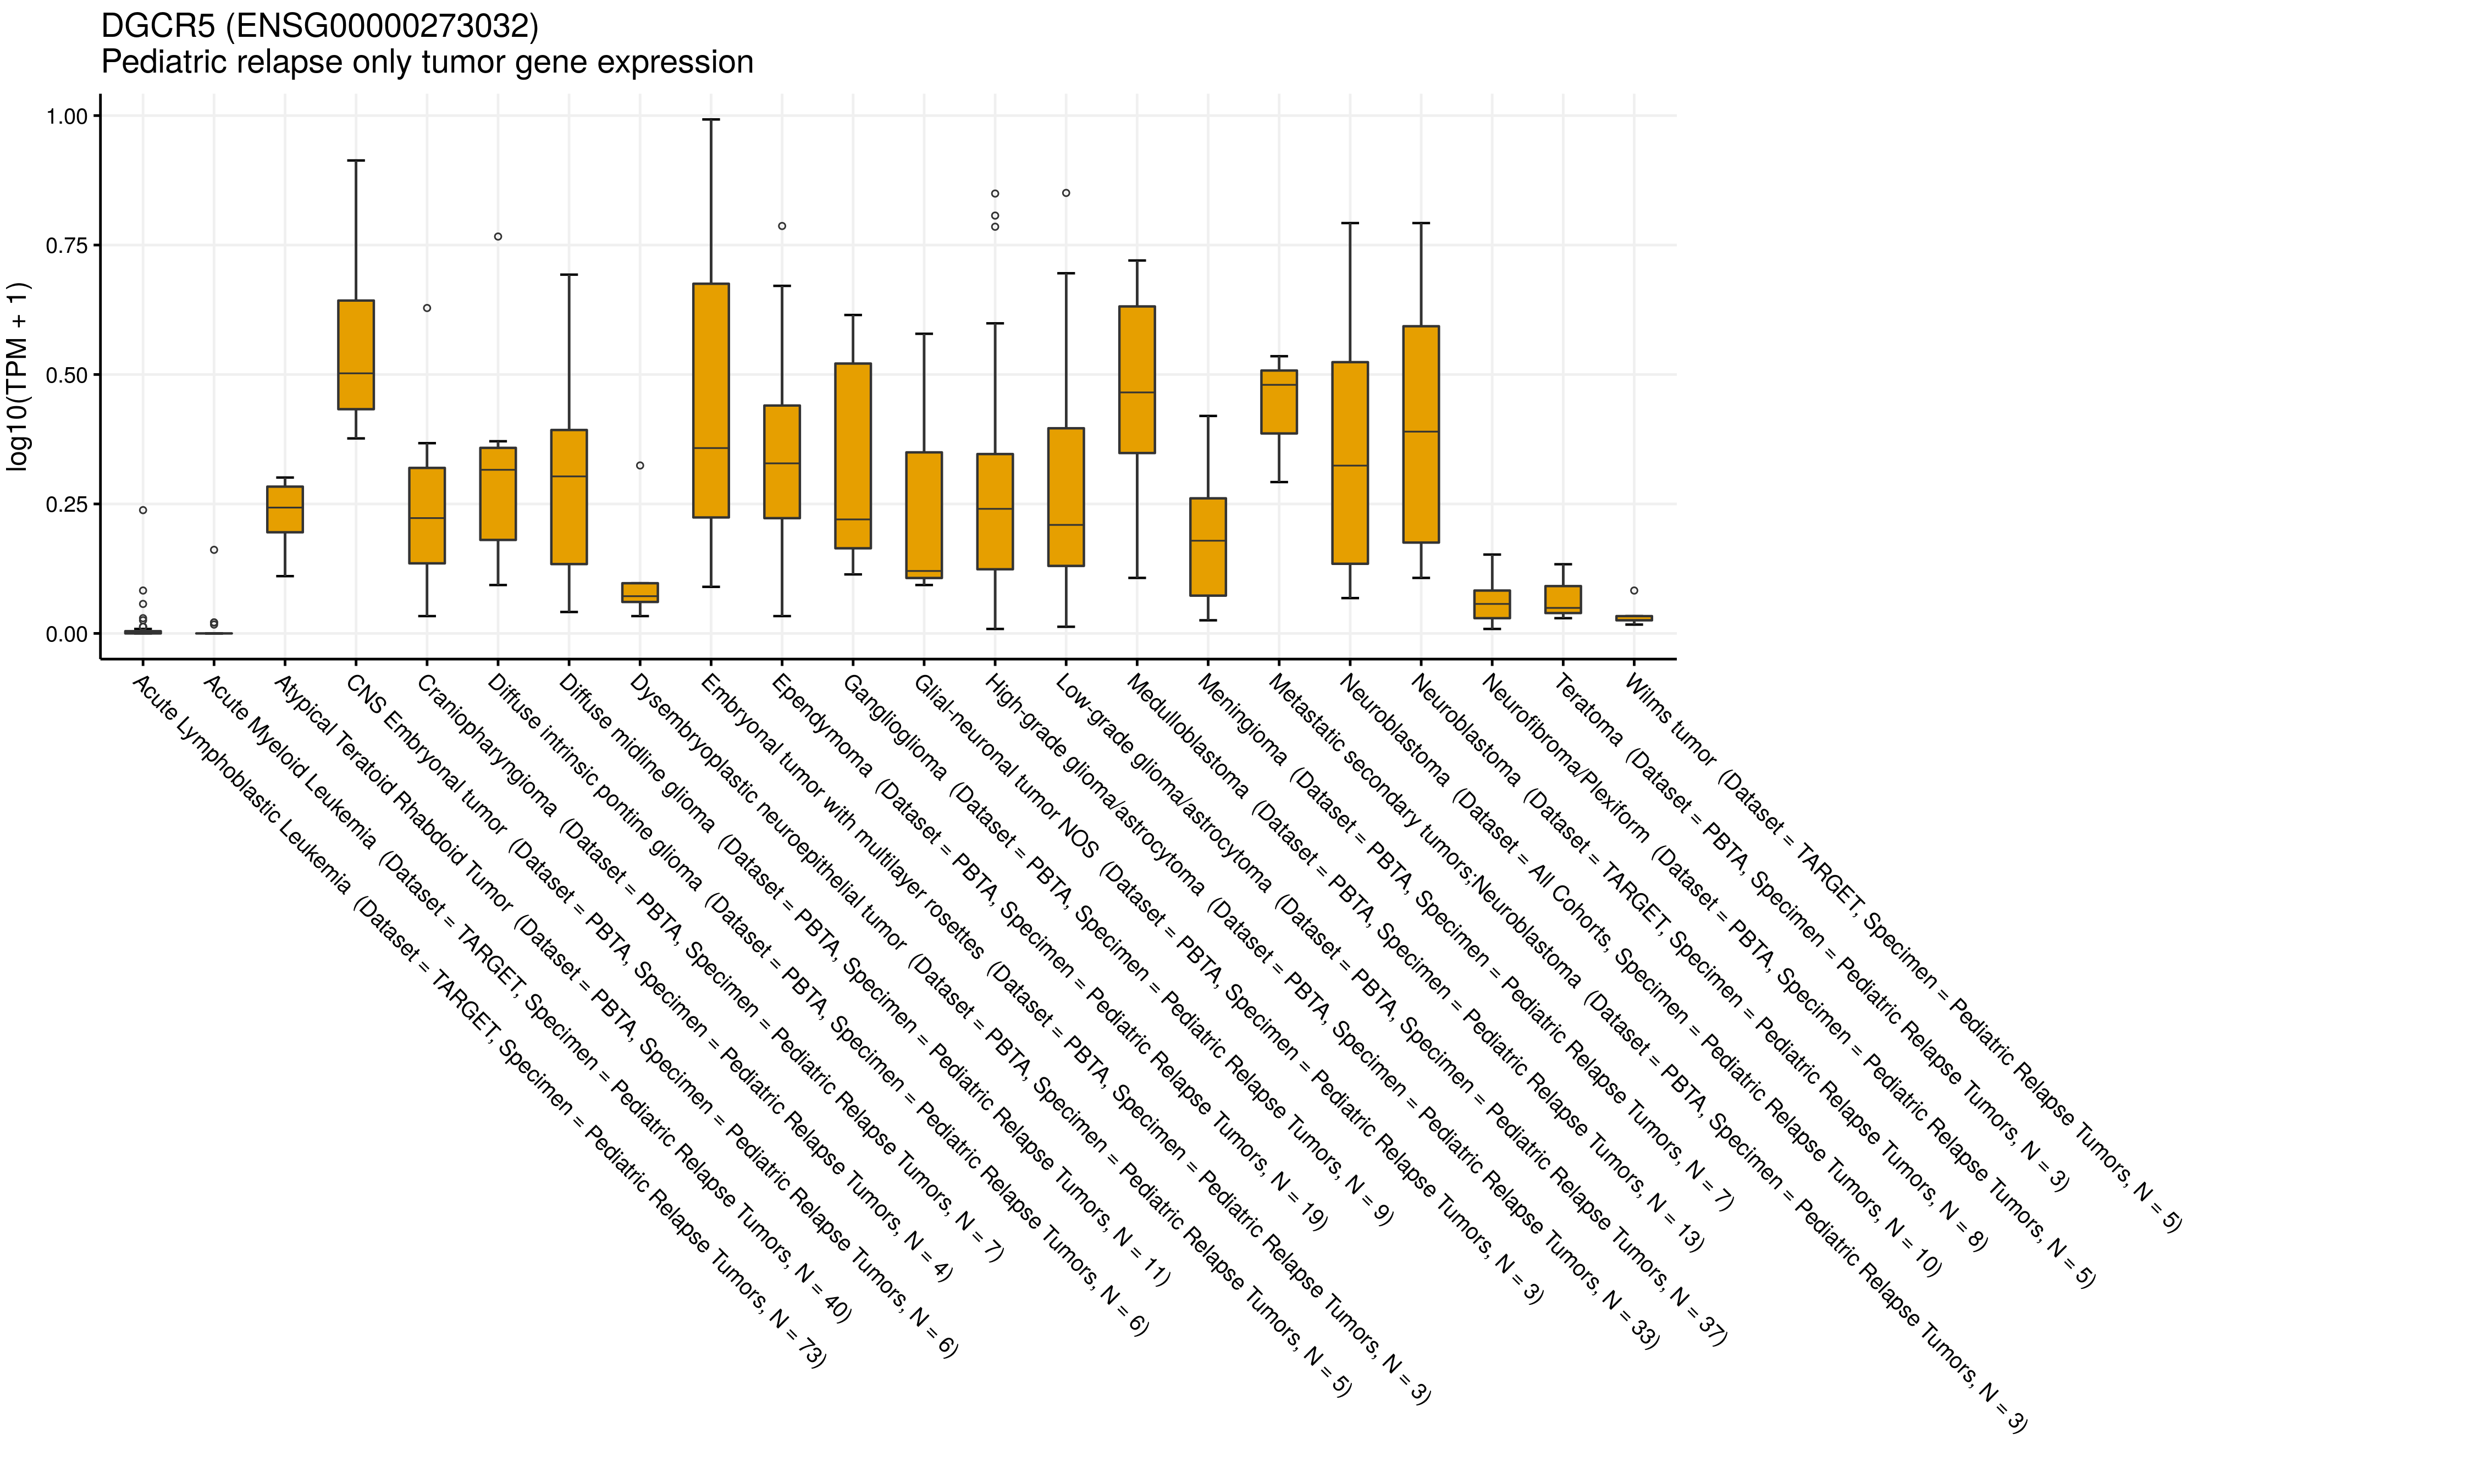 DGCR5 (ENSG00000273032)
Pediatric relapse only tumor gene expression
log10(TPM + 1)
1.00
0.75
0.50
0.25
0.00
Acute Lymphoblastic Leukemia (Dataset = TARGET, Specimen = Pediatric Relapse Tumors, N = 73)
Acute Myeloid Leukemia (Dataset = TARGET, Specimen = Pediatric Relapse Tumors, N = 40)
Atypical Teratoid Rhabdoid Tumor (Dataset = PBTA, Specimen = Pediatric Relapse Tumors, N = 6)
CNS Embryonal tumor (Dataset = PBTA, Specimen = Pediatric Relapse Tumors, N = 4)
Craniopharyngioma (Dataset = PBTA, Specimen = Pediatric Relapse Tumors, N = 7)
Diffuse intrinsic pontine glioma (Dataset = PBTA, Specimen = Pediatric Relapse Tumors, N = 6)
Diffuse midline glioma (Dataset = PBTA, Specimen = Pediatric Relapse Tumors, N = 11)
Dysembryoplastic neuroepithelial tumor (Dataset = PBTA, Specimen = Pediatric Relapse Tumors, N = 5)
Embryonal tumor with multilayer rosettes (Dataset = PBTA, Specimen = Pediatric Relapse Tumors, N = 3)
Ependymoma (Dataset = PBTA, Specimen = Pediatric Relapse Tumors, N = 19)
Ganglioglioma (Dataset = PBTA, Specimen = Pediatric Relapse Tumors, N = 9)
Glial-neuronal tumor NOS (Dataset = PBTA, Specimen = Pediatric Relapse Tumors, N = 3)
High-grade glioma/astrocytoma (Dataset = PBTA, Specimen = Pediatric Relapse Tumors, N = 33)
Low-grade glioma/astrocytoma (Dataset = PBTA, Specimen = Pediatric Relapse Tumors, N = 37)
Medulloblastoma (Dataset = PBTA, Specimen = Pediatric Relapse Tumors, N = 13)
Meningioma (Dataset = PBTA, Specimen = Pediatric Relapse Tumors, N = 7)
Metastatic secondary tumors;Neuroblastoma (Dataset = PBTA, Specimen = Pediatric Relapse Tumors, N = 3)
Neuroblastoma (Dataset = All Cohorts, Specimen = Pediatric Relapse Tumors, N = 10)
Neuroblastoma (Dataset = TARGET, Specimen = Pediatric Relapse Tumors, N = 8)
Neurofibroma/Plexiform (Dataset = PBTA, Specimen = Pediatric Relapse Tumors, N = 5)
Teratoma (Dataset = PBTA, Specimen = Pediatric Relapse Tumors, N = 3)
Wilms tumor (Dataset = TARGET, Specimen = Pediatric Relapse Tumors, N = 5)